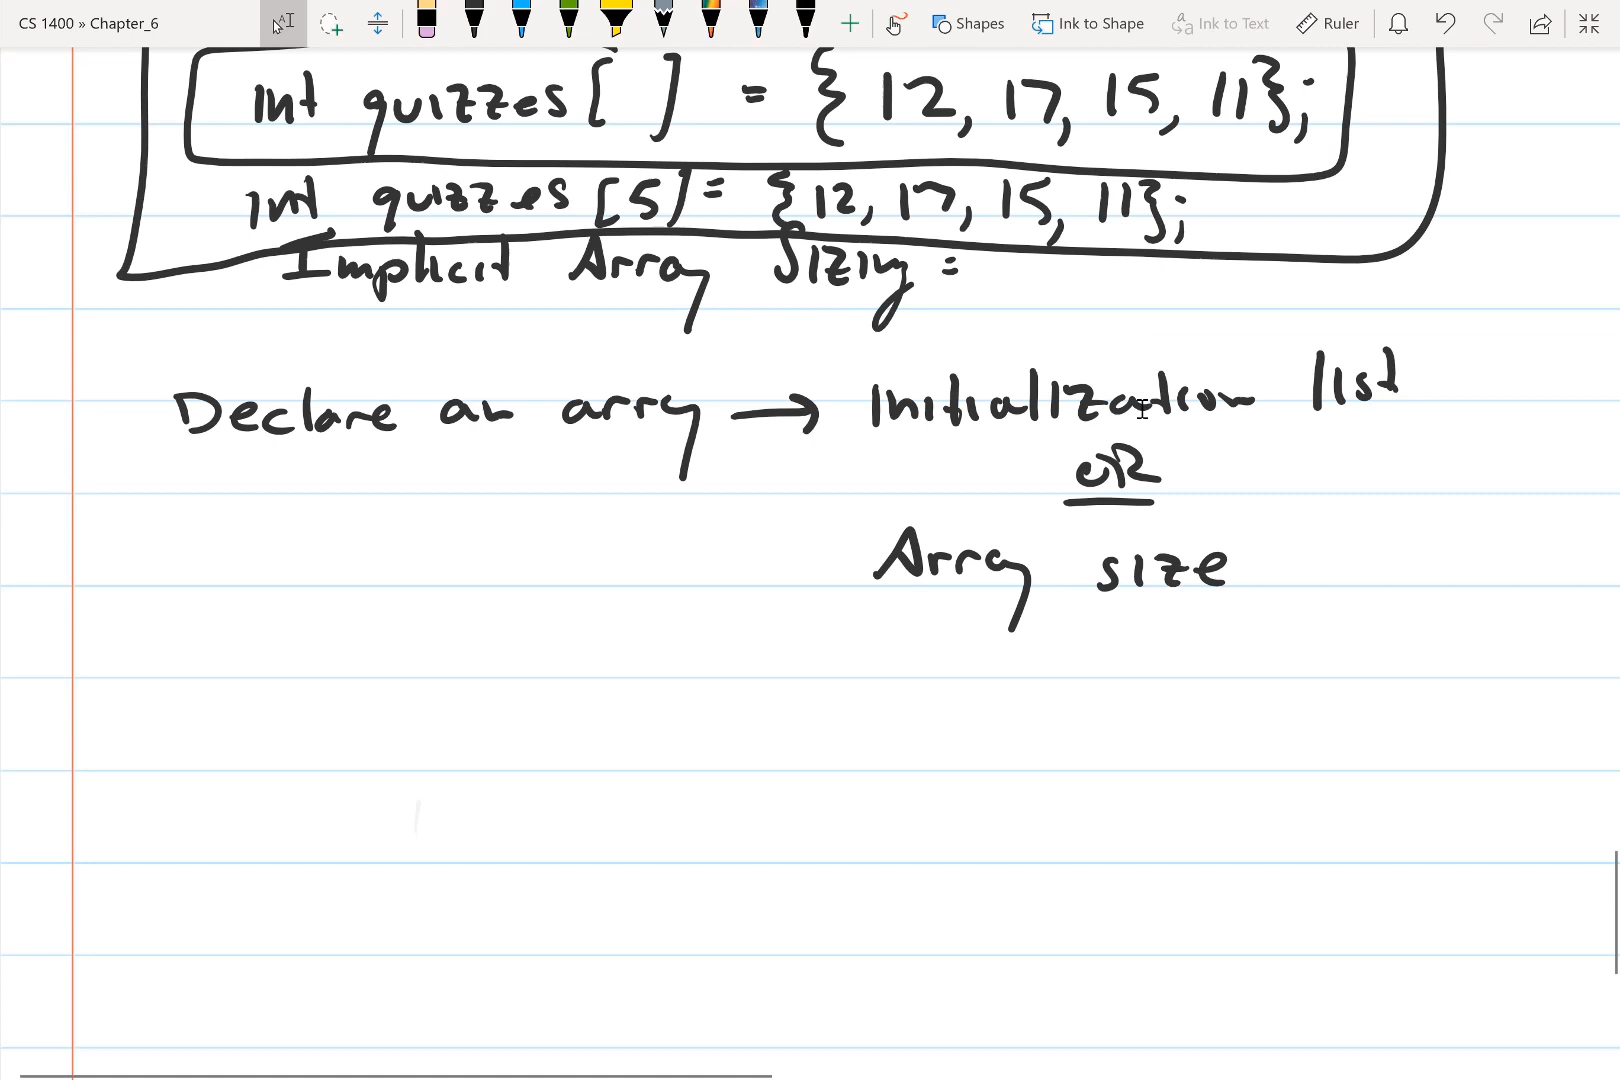 CS 1400 » Chapter_6
Shapes Ink to Shape Ink to Text Ruler
int quizzes[ ] = { 12, 17, 15, 11};
int quizzes [5] = {12, 17, 15, 11};
Implicit Array Sizing =
Declare an array → Initialization list
OR
Array size